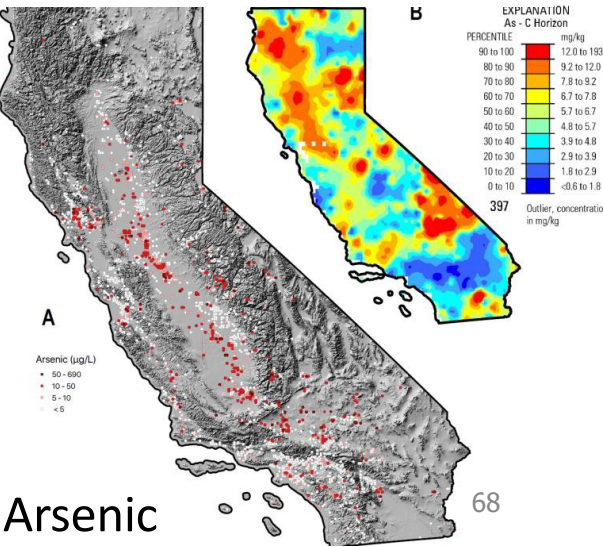 B
EXPLANATION
As - C Horizon
PERCENTILE mg/kg
90 to 100 12.0 to 193
80 to 90 9.2 to 12.0
70 to 80 7.8 to 9.2
60 to 70 6.7 to 7.8
50 to 60 5.7 to 6.7
40 to 50 4.8 to 5.7
30 to 40 3.9 to 4.8
20 to 30 2.9 to 3.9
10 to 20 1.8 to 2.9
0 to 10 <0.6 to 1.8
397 Outlier, concentratio
in mg/kg
A
Arsenic (µg/L)
50 - 690
10 - 50
5 - 10
< 5
Arsenic
68